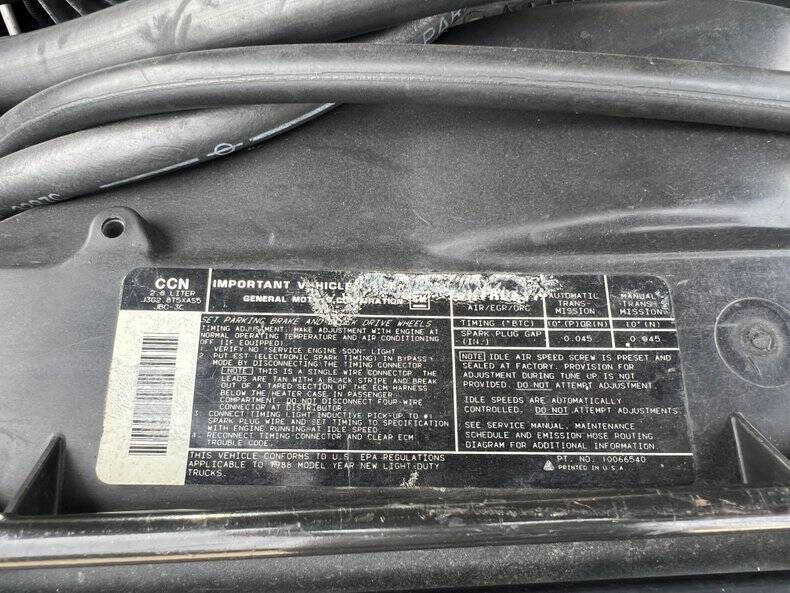 PAR
CCN
2.8 LITER
J3G2.8T5XAS5
JBC-3C
IMPORTANT VEHICLE
GENERAL MOTORS CORPORATION GM
AIR/EGR/ORC
AUTOMATIC
TRANS-
MISSION
MANUAL
TRANS
MISSION
TIMING (°BTC) 10°(P)OR(N) 10°(N)
SPARK PLUG GAP
(IN.) 0.045 0.045
SET PARKING BRAKE AND BLOCK DRIVE WHEELS
TIMING ADJUSTMENT: MAKE ADJUSTMENT WITH ENGINE AT
NORMAL OPERATING TEMPERATURE AND AIR CONDITIONING
OFF (IF EQUIPPED).
1. VERIFY NO "SERVICE ENGINE SOON" LIGHT
2. PUT EST (ELECTRONIC SPARK TIMING) IN BYPASS
MODE BY DISCONNECTING THE TIMING CONNECTOR.
NOTE THIS IS A SINGLE WIRE CONNECTOR. THE
LEADS ARE TAN WITH A BLACK STRIPE AND BREAK
OUT OF A TAPED SECTION OF THE ECM HARNESS
BELOW THE HEATER CASE IN PASSENGER
COMPARTMENT. DO NOT DISCONNECT FOUR-WIRE
CONNECTOR AT DISTRIBUTOR.
3. CONNECT TIMING LIGHT INDUCTIVE PICK-UP TO #1
SPARK PLUG WIRE AND SET TIMING TO SPECIFICATION
WITH ENGINE RUNNING AT IDLE SPEED.
4. RECONNECT TIMING CONNECTOR AND CLEAR ECM
TROUBLE CODE.
NOTE IDLE AIR SPEED SCREW IS PRESET AND
SEALED AT FACTORY. PROVISION FOR
ADJUSTMENT DURING TUNE UP IS NOT
PROVIDED. DO NOT ATTEMPT ADJUSTMENT.
IDLE SPEEDS ARE AUTOMATICALLY
CONTROLLED. DO NOT ATTEMPT ADJUSTMENTS.
SEE SERVICE MANUAL, MAINTENANCE
SCHEDULE AND EMISSION HOSE ROUTING
DIAGRAM FOR ADDITIONAL INFORMATION.
THIS VEHICLE CONFORMS TO U.S. EPA REGULATIONS
APPLICABLE TO 1988 MODEL YEAR NEW LIGHT-DUTY
TRUCKS.
PT. NO. 10066540
PRINTED IN U.S.A.